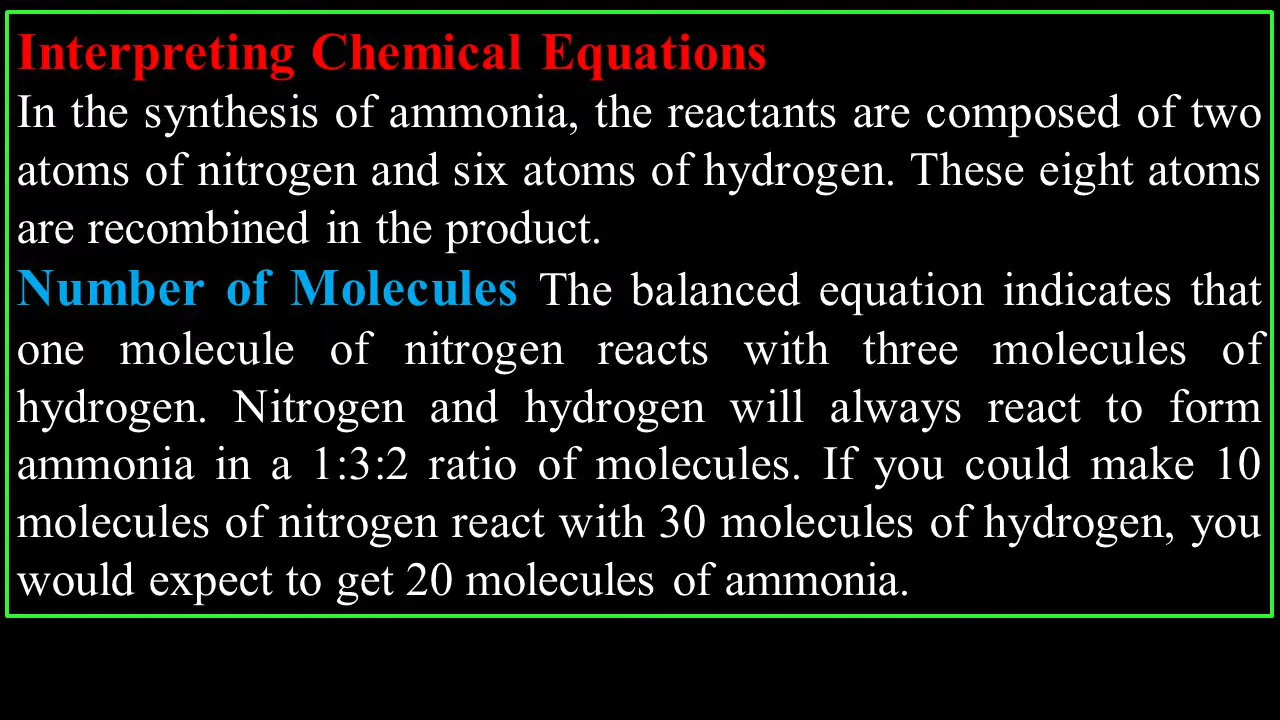 Interpreting Chemical Equations
In the synthesis of ammonia, the reactants are composed of two
atoms of nitrogen and six atoms of hydrogen. These eight atoms
are recombined in the product.
Number of Molecules The balanced equation indicates that
one molecule of nitrogen reacts with three molecules of
hydrogen. Nitrogen and hydrogen will always react to form
ammonia in a 1:3:2 ratio of molecules. If you could make 10
molecules of nitrogen react with 30 molecules of hydrogen, you
would expect to get 20 molecules of ammonia.